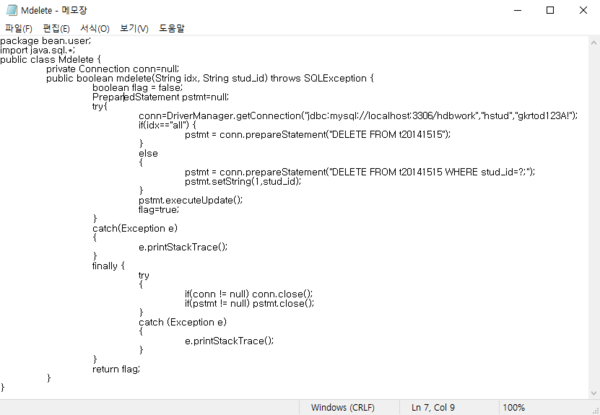 Mdelete - 메모장
파일(F) 편집(E) 서식(O) 보기(V) 도움말
package bean.user;
import java.sql.*;
public class Mdelete {
private Connection conn=null;
public boolean mdelete(String idx, String stud_id) throws SQLException {
boolean flag = false;
PreparedStatement pstmt=null;
try{
conn=DriverManager.getConnection("jdbc:mysql://localhost:3306/hdbwork","hstud","gkrtod123A!");
if(idx=="all") {
pstmt = conn.prepareStatement("DELETE FROM t20141515");
}
else
{
pstmt = conn.prepareStatement("DELETE FROM t20141515 WHERE stud_id=?;");
pstmt.setString(1,stud_id);
}
pstmt.executeUpdate();
flag=true;
}
catch(Exception e)
{
e.printStackTrace();
}
finally {
try
{
if(conn != null) conn.close();
if(pstmt != null) pstmt.close();
}
catch (Exception e)
{
e.printStackTrace();
}
}
return flag;
}
}
Windows (CRLF) Ln 7, Col 9 100%